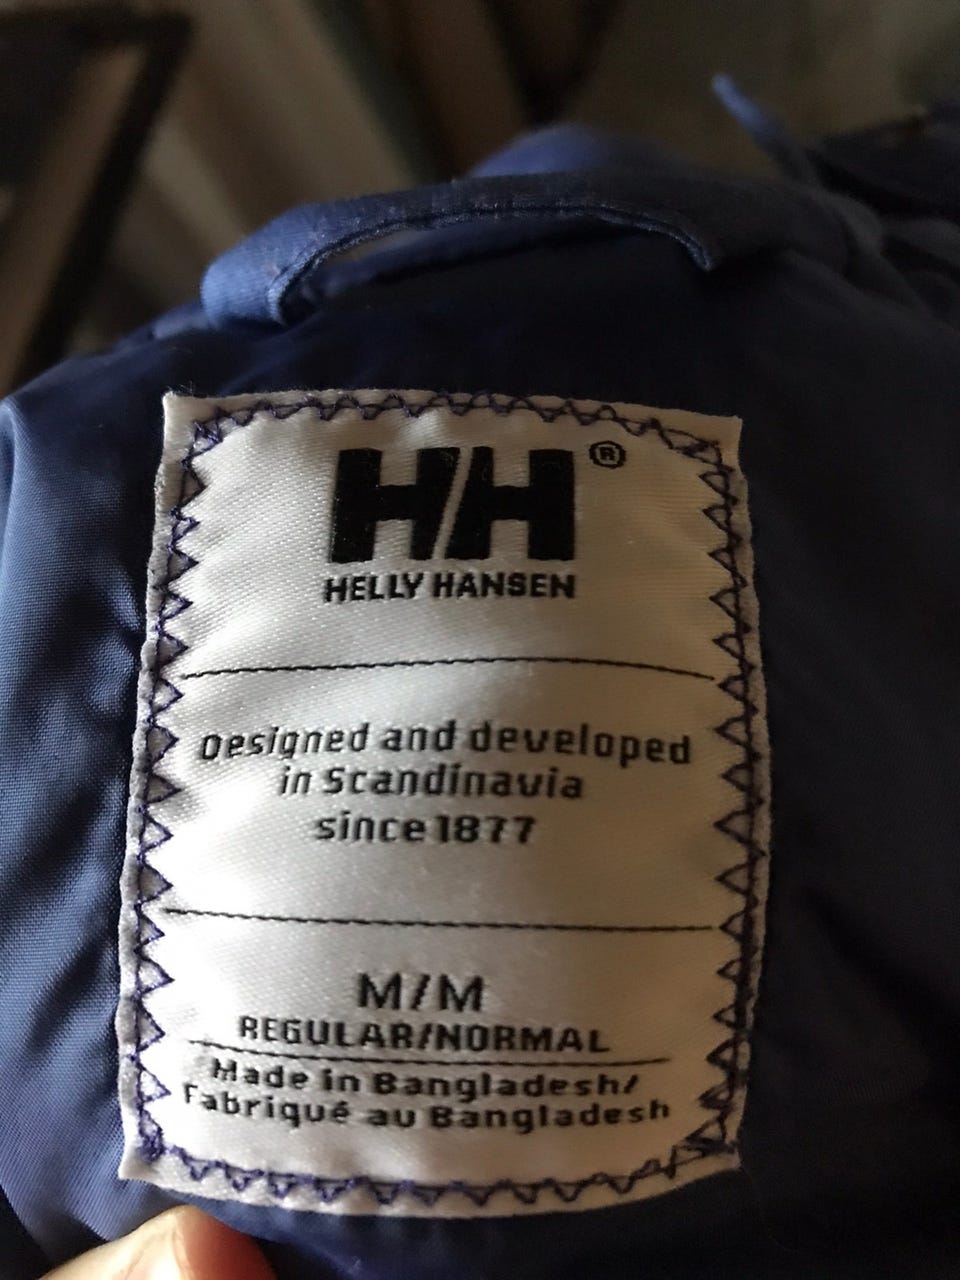 HH®
HELLY HANSEN
Designed and developed
in Scandinavia
since 1877
M/M
REGULAR/NORMAL
Made in Bangladesh/
Fabriqué au Bangladesh